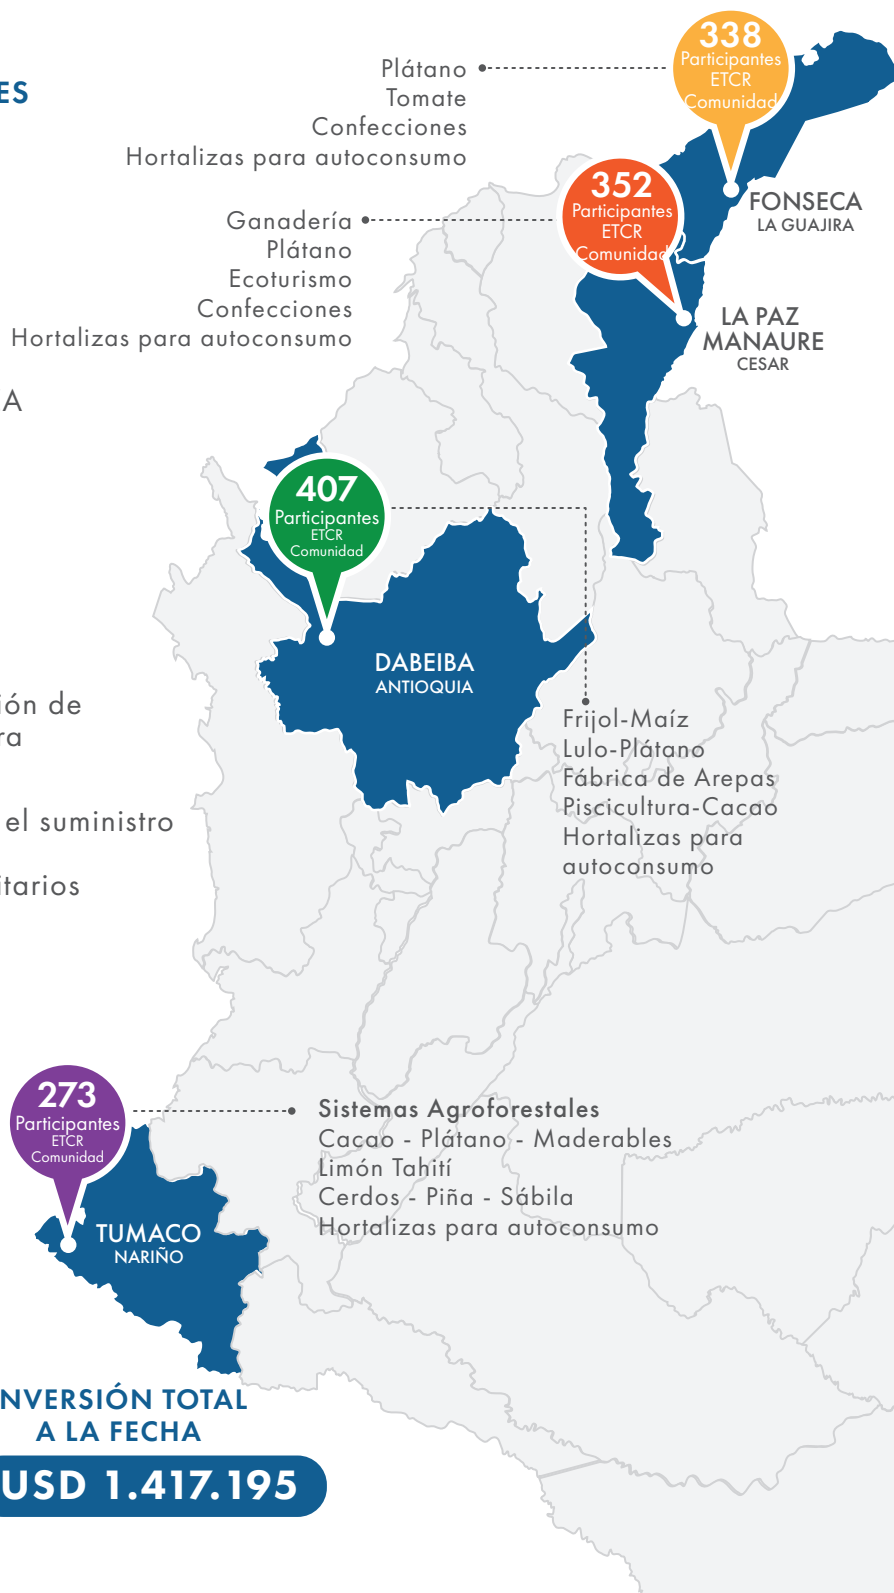 ES
338
Participantes
ETCR
Comunidad
Plátano
Tomate
Confecciones
Hortalizas para autoconsumo
FONSECA
LA GUAJIRA
352
Participantes
ETCR
Comunidad
Ganadería
Plátano
Ecoturismo
Confecciones
Hortalizas para autoconsumo
LA PAZ
MANAURE
CESAR
A
407
Participantes
ETCR
Comunidad
DABEIBA
ANTIOQUIA
ión de
ra
el suministro
itarios
Frijol-Maíz
Lulo-Plátano
Fábrica de Arepas
Piscicultura-Cacao
Hortalizas para
autoconsumo
273
Participantes
ETCR
Comunidad
Sistemas Agroforestales
Cacao - Plátano - Maderables
Limón Tahití
Cerdos - Piña - Sábila
Hortalizas para autoconsumo
TUMACO
NARIÑO
NVERSIÓN TOTAL
A LA FECHA
USD 1.417.195